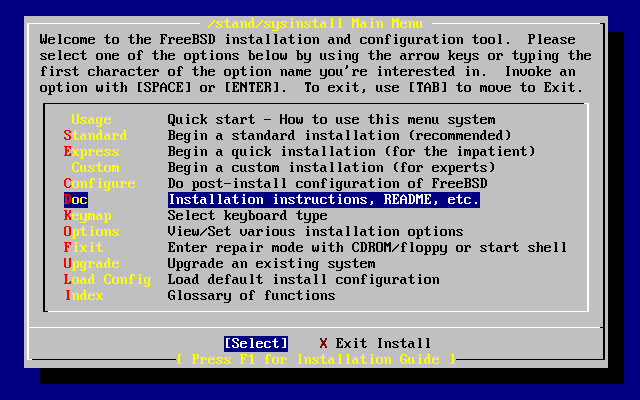 /stand/sysinstall Main Menu
Welcome to the FreeBSD installation and configuration tool.  Please
select one of the options below by using the arrow keys or typing the
first character of the option name you're interested in.  Invoke an
option with [SPACE] or [ENTER].  To exit, use [TAB] to move to Exit.
Usage Quick start - How to use this menu system
Standard Begin a standard installation (recommended)
Express Begin a quick installation (for the impatient)
Custom Begin a custom installation (for experts)
Configure Do post-install configuration of FreeBSD
Doc Installation instructions, README, etc.
Keymap Select keyboard type
Options View/Set various installation options
Fixit Enter repair mode with CDROM/floppy or start shell
Upgrade Upgrade an existing system
Load Config Load default install configuration
Index Glossary of functions
[Select] X Exit Install
[ Press F1 for Installation Guide ]